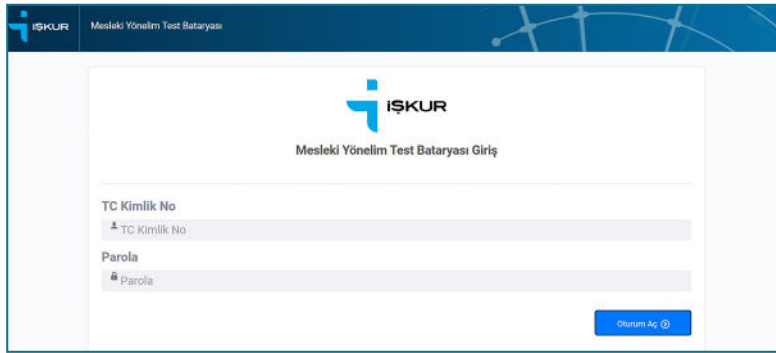 İŞKUR Mesleki Yönelim Test Bataryası
İŞKUR
Mesleki Yönelim Test Bataryası Giriş
TC Kimlik No
TC Kimlik No
Parola
Parola
Oturum Aç